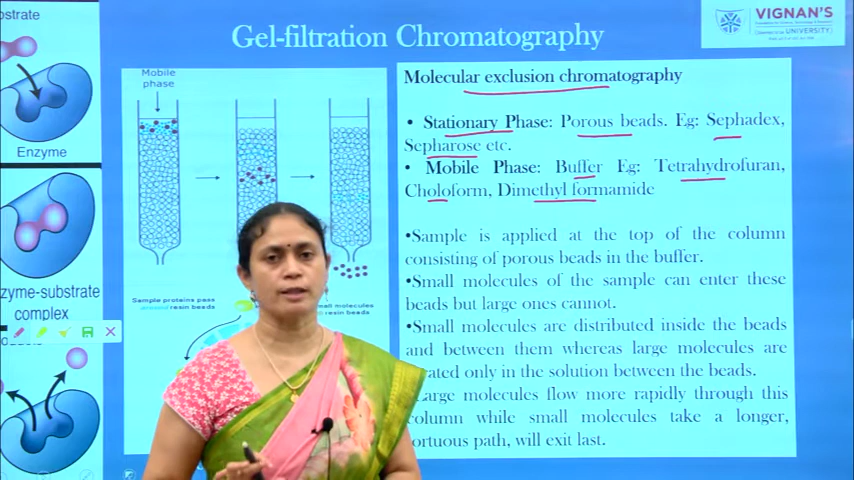 Gel-filtration Chromatography
VIGNAN'S
UNIVERSITY
strate
Enzyme
zyme-substrate
complex
Mobile
phase
Sample proteins pass
around resin beads
mall molecules
resin beads
Molecular exclusion chromatography
• Stationary Phase: Porous beads. Eg: Sephadex,
Sepharose etc.
• Mobile Phase: Buffer Eg: Tetrahydrofuran,
Choloform, Dimethyl formamide
•Sample is applied at the top of the column
consisting of porous beads in the buffer.
•Small molecules of the sample can enter these
beads but large ones cannot.
•Small molecules are distributed inside the beads
and between them whereas large molecules are
cated only in the solution between the beads.
Large molecules flow more rapidly through this
column while small molecules take a longer,
ortuous path, will exit last.